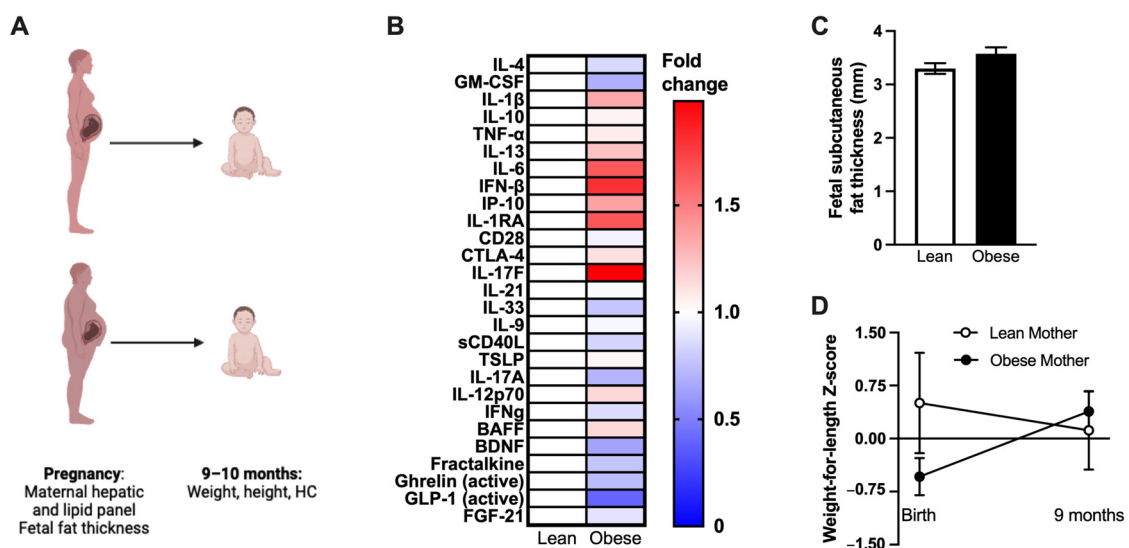 A
Pregnancy:
Maternal hepatic
and lipid panel
Fetal fat thickness
9–10 months:
Weight, height, HC
B
IL-4
GM-CSF
IL-1β
IL-10
TNF-α
IL-13
IL-6
IFN-β
IP-10
IL-1RA
CD28
CTLA-4
IL-17F
IL-21
IL-33
IL-9
sCD40L
TSLP
IL-17A
IL-12p70
IFNg
BAFF
BDNF
Fractalkine
Ghrelin (active)
GLP-1 (active)
FGF-21
Lean Obese
Fold
change
1.5
1.0
0.5
0
C
Fetal subcutaneous
fat thickness (mm)
4
3
2
1
0
Lean Obese
D
Weight-for-length Z-score
1.50
0.75
0.00
−0.75
−1.50
Lean Mother
Obese Mother
Birth 9 months